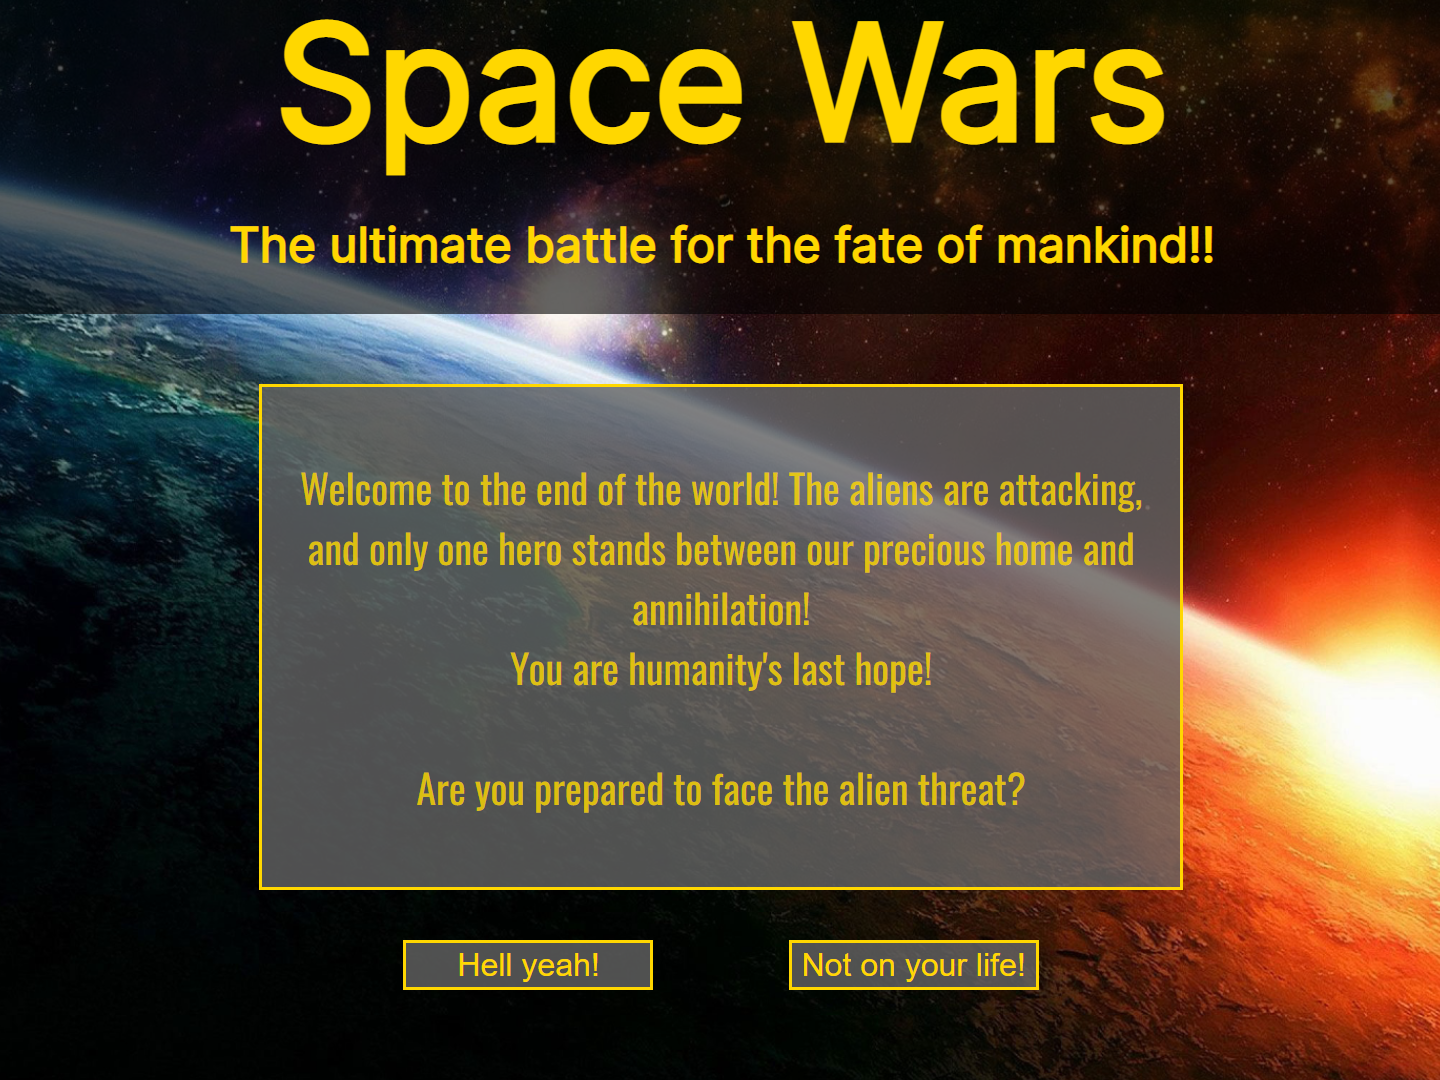 Space Wars
The ultimate battle for the fate of mankind!!
Welcome to the end of the world! The aliens are attacking,
and only one hero stands between our precious home and
annihilation!
You are humanity's last hope!
Are you prepared to face the alien threat?
Hell yeah!
Not on your life!